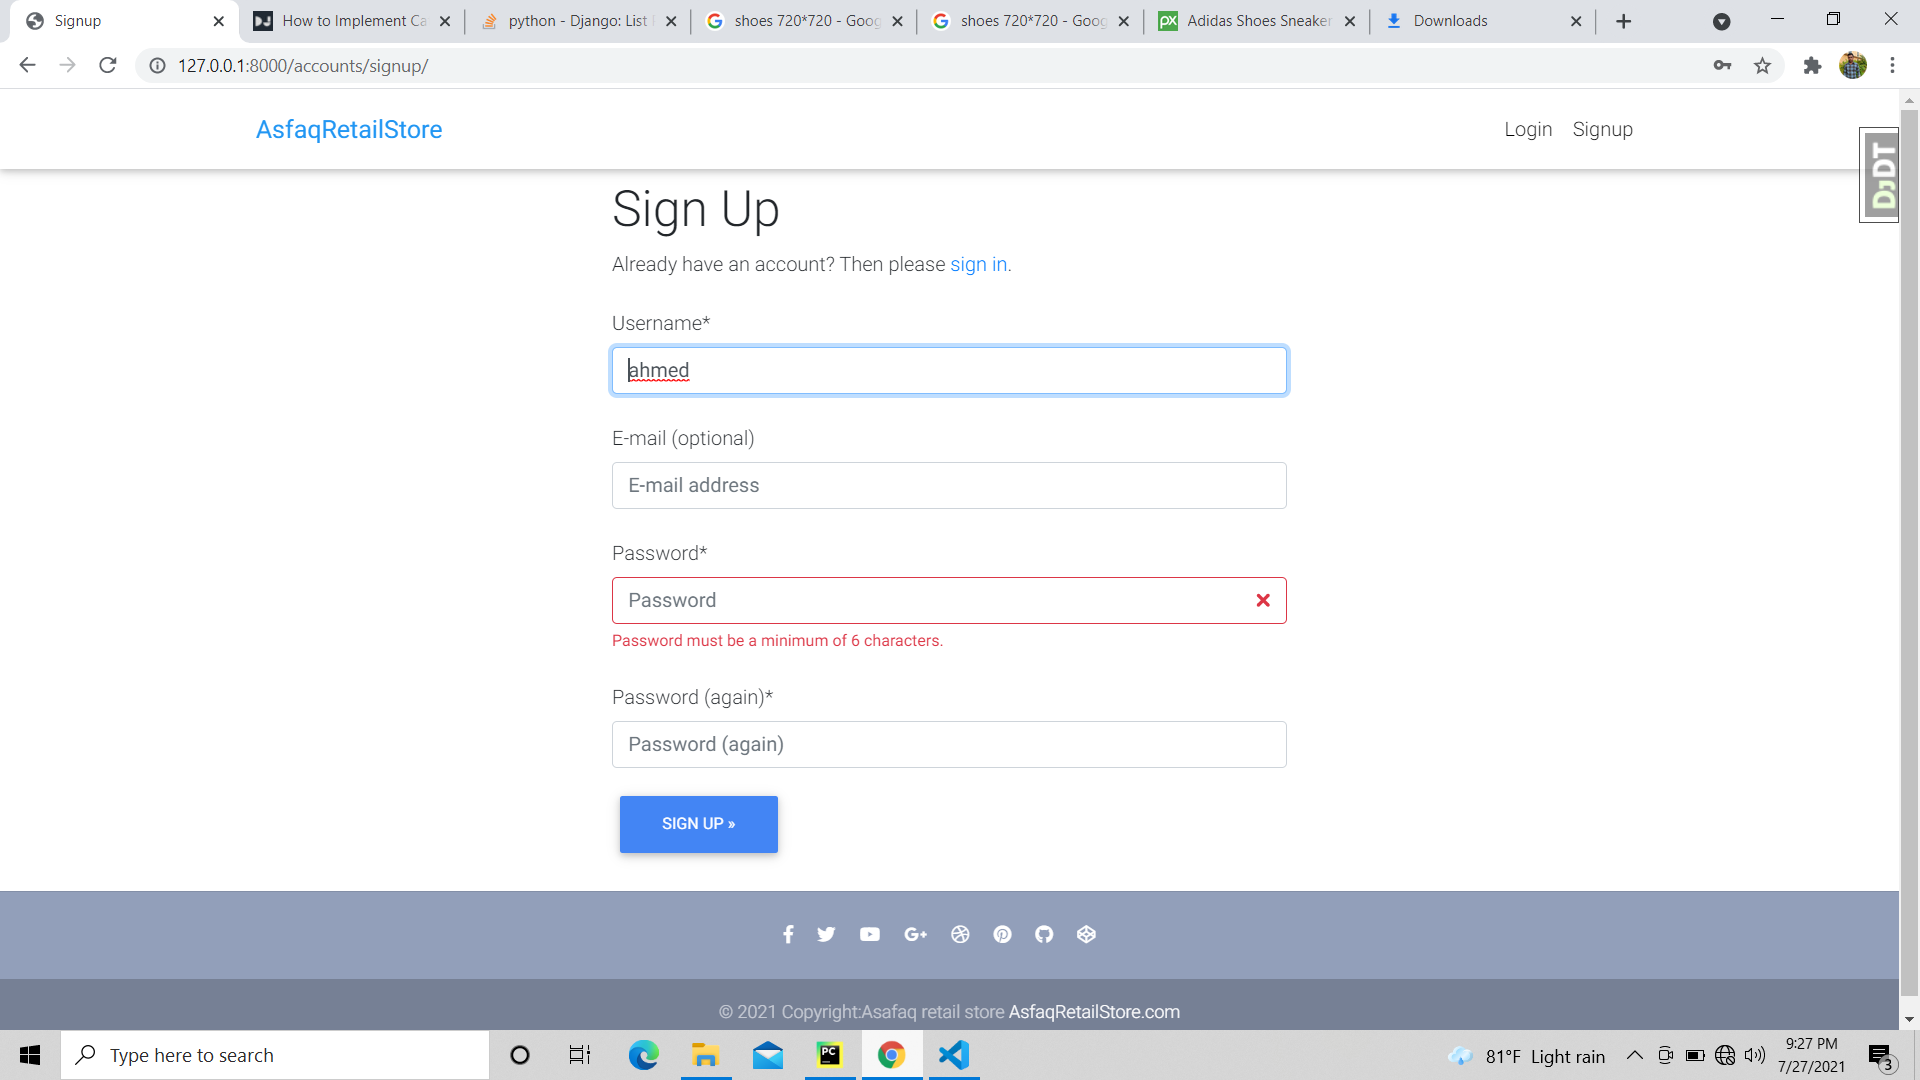 Signup
How to Implement Ca
python - Django: List
shoes 720*720 - Goog
shoes 720*720 - Goog
Adidas Shoes Sneaker
Downloads
127.0.0.1:8000/accounts/signup/
AsfaqRetailStore
Login Signup
DJDT
Sign Up
Already have an account? Then please sign in.
Username*
ahmed
E-mail (optional)
E-mail address
Password*
Password
Password must be a minimum of 6 characters.
Password (again)*
Password (again)
SIGN UP »
© 2021 Copyright:Asafaq retail store AsfaqRetailStore.com
Type here to search
81°F Light rain
9:27 PM
7/27/2021
3